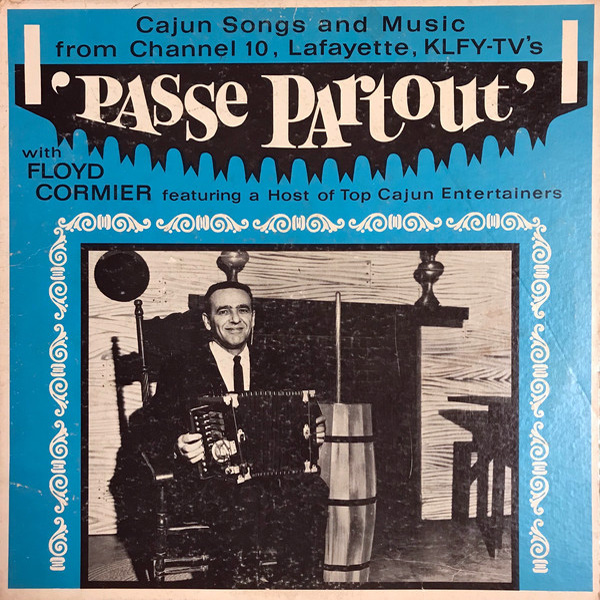 Cajun Songs and Music
from Channel 10, Lafayette, KLFY-TV's
'PASSE PARtOUt'
with
FLOYD
CORMIER featuring a Host of Top Cajun Entertainers